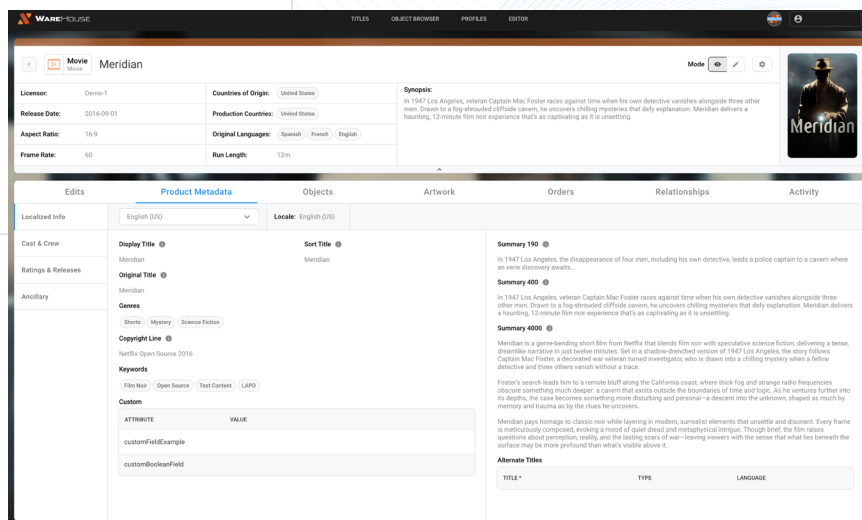 WAREHOUSE
TITLES OBJECT BROWSER PROFILES EDITOR
Movie
Movie
Meridian
Mode
Licensor: Demo-1
Release Date: 2016-09-01
Aspect Ratio: 16:9
Frame Rate: 60
Countries of Origin: United States
Production Countries: United States
Original Languages: Spanish French English
Run Length: 12m
Synopsis:
In 1947 Los Angeles, veteran Captain Mac Foster races against time when his own detective vanishes alongside three other
men. Drawn to a fog-shrouded cliffside cavern, he uncovers chilling mysteries that defy explanation. Meridian delivers a
haunting, 12-minute film noir experience that's as captivating as it is unsettling.
Meridian
Edits Product Metadata Objects Artwork Orders Relationships Activity
Localized Info
Cast & Crew
Ratings & Releases
Ancillary
English (US)
Locale: English (US)
Display Title
Meridian
Sort Title
Meridian
Original Title
Meridian
Genres
Shorts Mystery Science Fiction
Copyright Line
Netflix Open Source 2016
Keywords
Film Noir Open Source Test Content LAPD
Custom
ATTRIBUTE VALUE
customFieldExample
customBooleanField
Summary 190
In 1947 Los Angeles, the disappearance of four men, including his own detective, leads a police captain to a cavern where
an eerie discovery awaits...
Summary 400
In 1947 Los Angeles, veteran Captain Mac Foster races against time when his own detective vanishes alongside three
other men. Drawn to a fog-shrouded cliffside cavern, he uncovers chilling mysteries that defy explanation. Meridian delivers
a haunting, 12-minute film noir experience that's as captivating as it is unsettling.
Summary 4000
Meridian is a genre-bending short film from Netflix that blends film noir with speculative science fiction, delivering a tense,
dreamlike narrative in just twelve minutes. Set in a shadow-drenched version of 1947 Los Angeles, the story follows
Captain Mac Foster, a decorated war veteran turned investigator, who is drawn into a chilling mystery when a fellow
detective and three others vanish without a trace.
Foster's search leads him to a remote bluff along the California coast, where thick fog and strange radio frequencies
obscure something much deeper: a cavern that exists outside the boundaries of time and logic. As he ventures further into
its depths, the case becomes something more disturbing and personal—a descent into the unknown, shaped as much by
memory and trauma as by the clues he uncovers.
Meridian pays homage to classic noir while layering in modern, surrealist elements that unsettle and disorient. Every frame
is meticulously composed, evoking a mood of quiet dread and metaphysical intrigue. Though brief, the film raises
questions about perception, reality, and the lasting scars of war—leaving viewers with the sense that what lies beneath the
surface may be more profound than what's visible above it.
Alternate Titles
TITLE * TYPE LANGUAGE